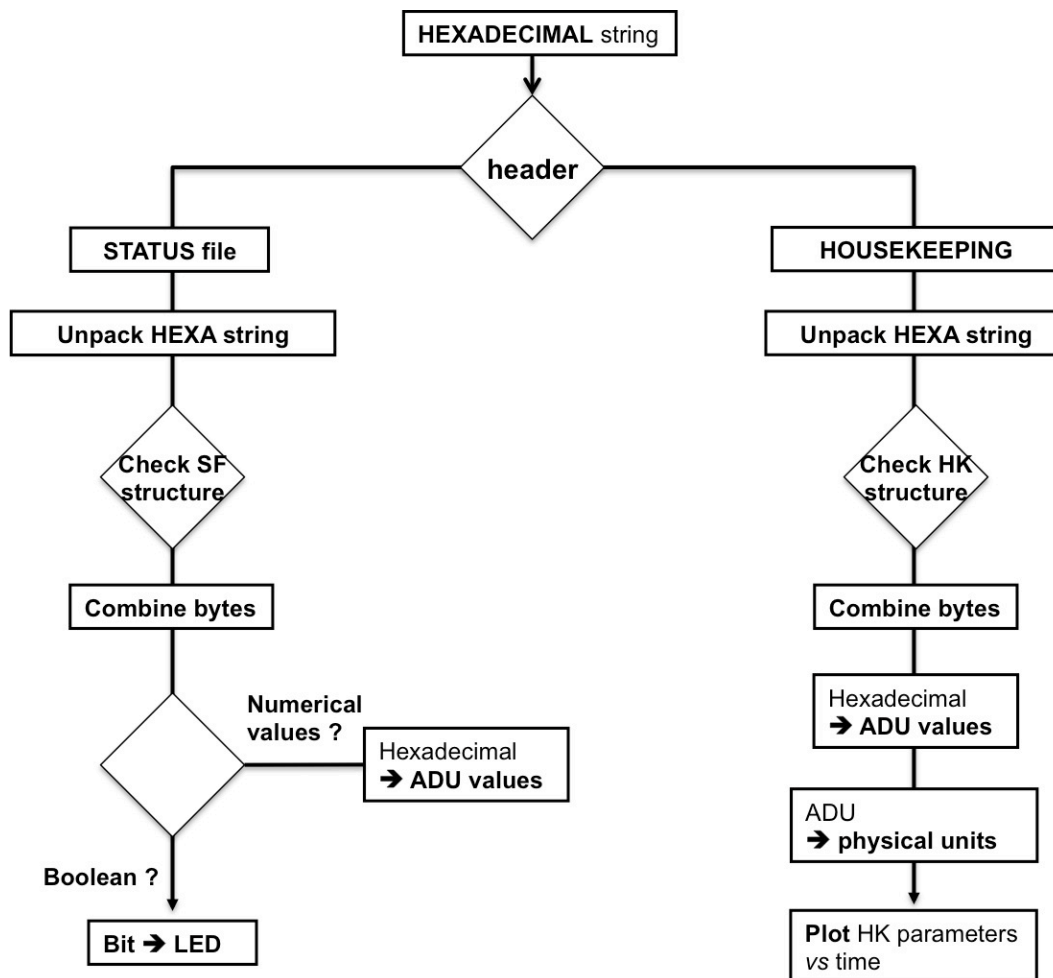 HEXADECIMAL string
header
STATUS file
HOUSEKEEPING
Unpack HEXA string
Unpack HEXA string
Check SF
structure
Check HK
structure
Combine bytes
Combine bytes
Numerical
values ?
Hexadecimal
➔ ADU values
Hexadecimal
➔ ADU values
ADU
➔ physical units
Boolean ?
Bit ➔ LED
Plot HK parameters
vs time